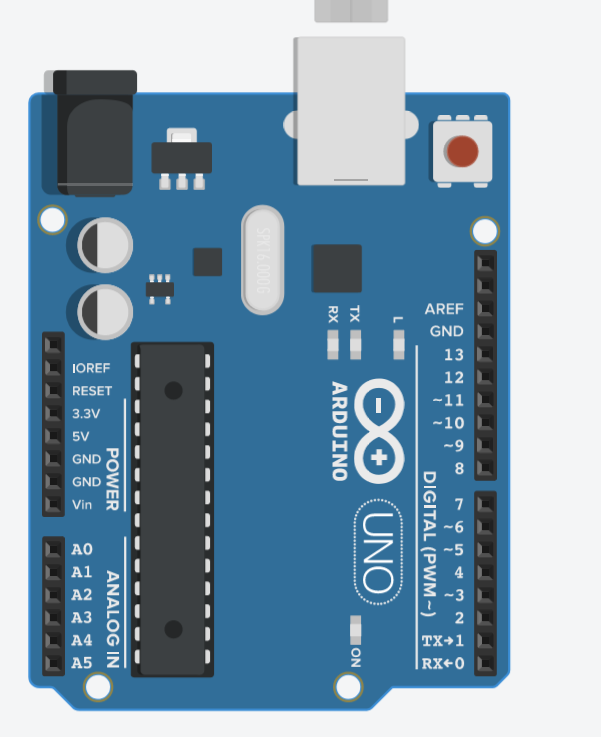 SPK16.000G
RX
TX
L
IOREF
RESET
3.3V
5V
GND
GND
Vin
POWER
A0
A1
A2
A3
A4
A5
ANALOG IN
ARDUINO
UNO
ON
AREF
GND
13
12
~11
~10
~9
8
7
~6
~5
4
~3
2
TX→1
RX←0
DIGITAL (PWM~)